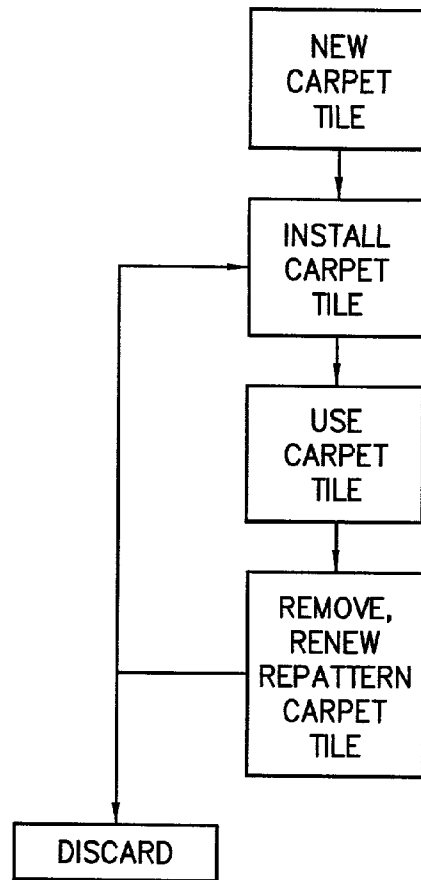 NEW
CARPET
TILE
INSTALL
CARPET
TILE
USE
CARPET
TILE
REMOVE,
RENEW
REPATTERN
CARPET
TILE
DISCARD